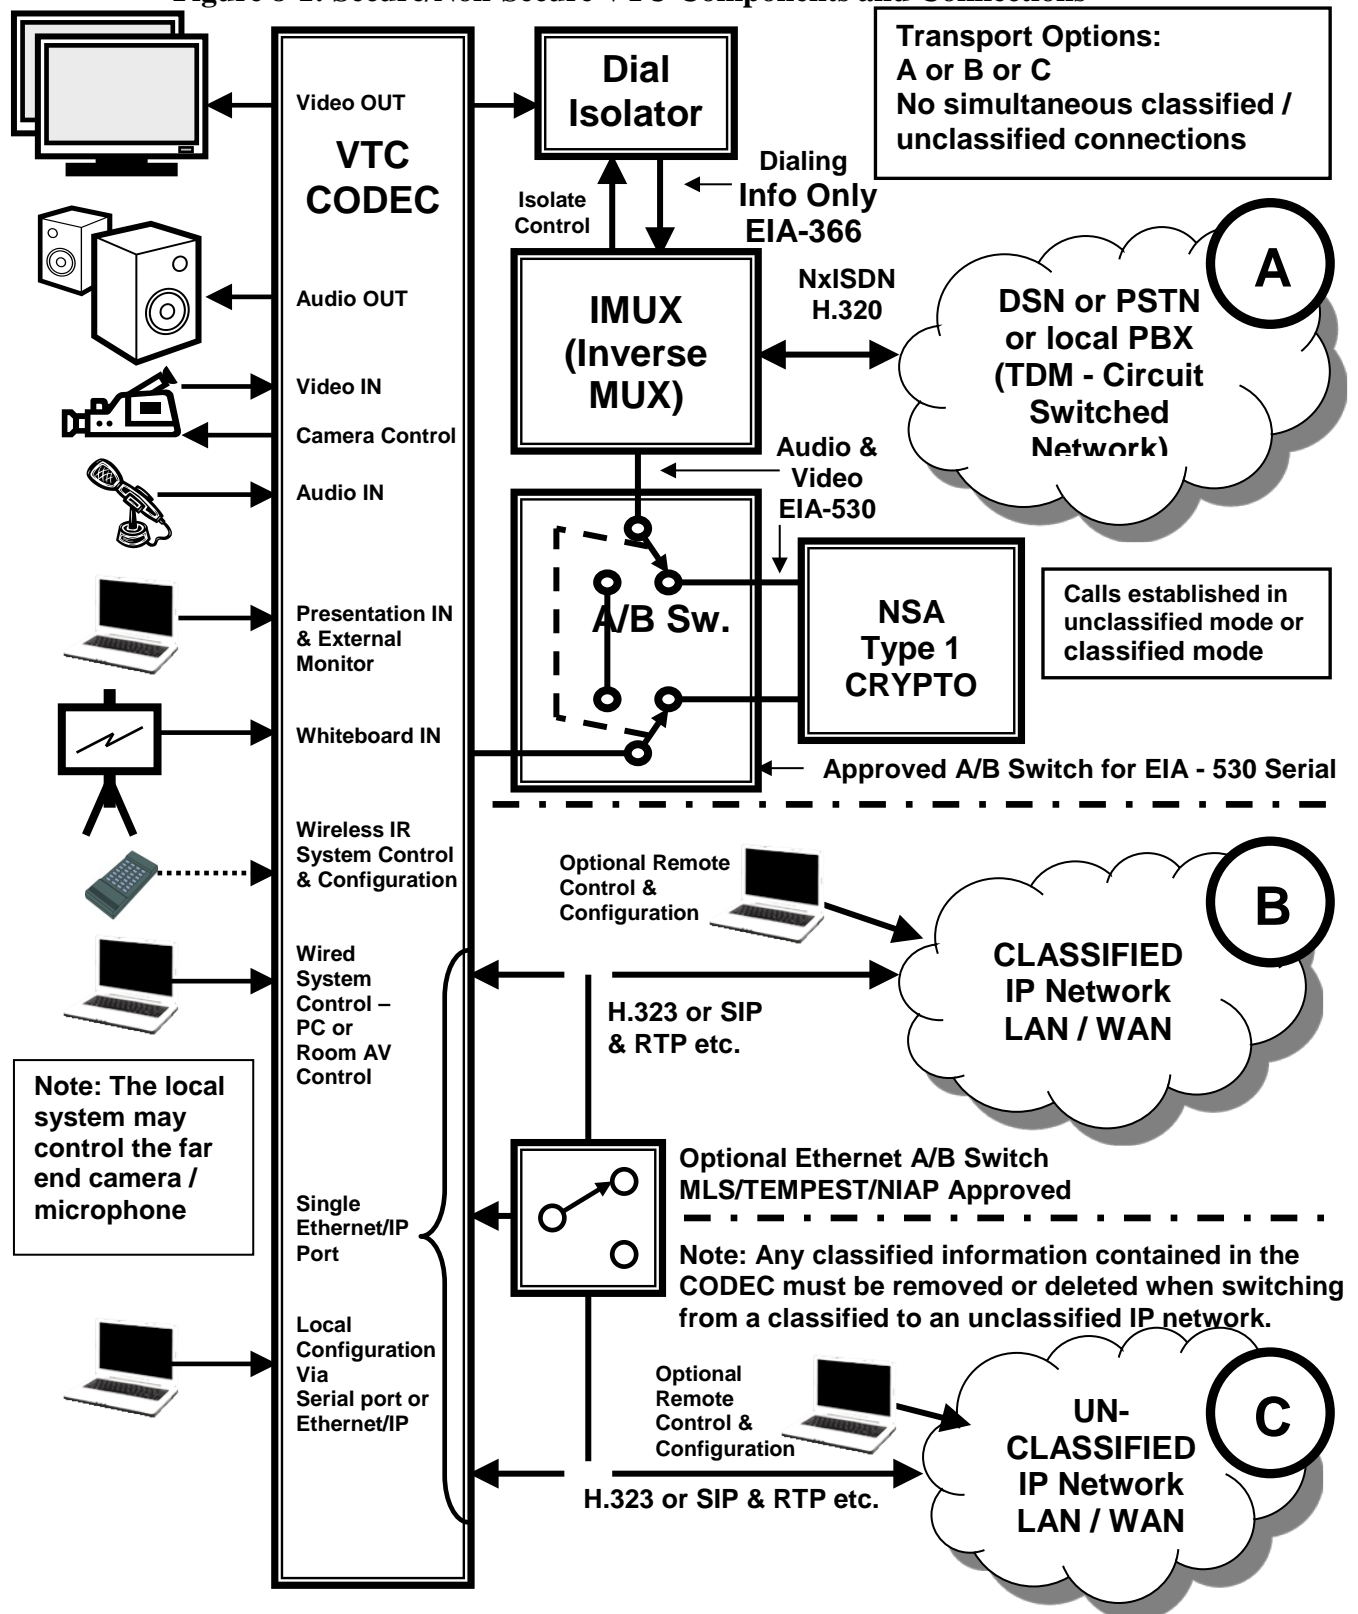 Transport Options:
A or B or C
No simultaneous classified /
unclassified connections
Video OUT
VTC
CODEC
Audio OUT
Video IN
Camera Control
Audio IN
Presentation IN
& External
Monitor
Whiteboard IN
Wireless IR
System Control
& Configuration
Wired
System
Control –
PC or
Room AV
Control
Single
Ethernet/IP
Port
Local
Configuration
Via
Serial port or
Ethernet/IP
Note: The local
system may
control the far
end camera /
microphone
Dial
Isolator
Isolate
Control
Dialing
Info Only
EIA-366
IMUX
(Inverse
MUX)
NxISDN
H.320
A
DSN or PSTN
or local PBX
(TDM - Circuit
Switched
Network)
Audio &
Video
EIA-530
A/B Sw.
NSA
Type 1
CRYPTO
Calls established in
unclassified mode or
classified mode
Approved A/B Switch for EIA - 530 Serial
Optional Remote
Control &
Configuration
B
CLASSIFIED
IP Network
LAN / WAN
H.323 or SIP
& RTP etc.
Optional Ethernet A/B Switch
MLS/TEMPEST/NIAP Approved
Note: Any classified information contained in the
CODEC must be removed or deleted when switching
from a classified to an unclassified IP network.
Optional
Remote
Control &
Configuration
C
UN-
CLASSIFIED
IP Network
LAN / WAN
H.323 or SIP & RTP etc.